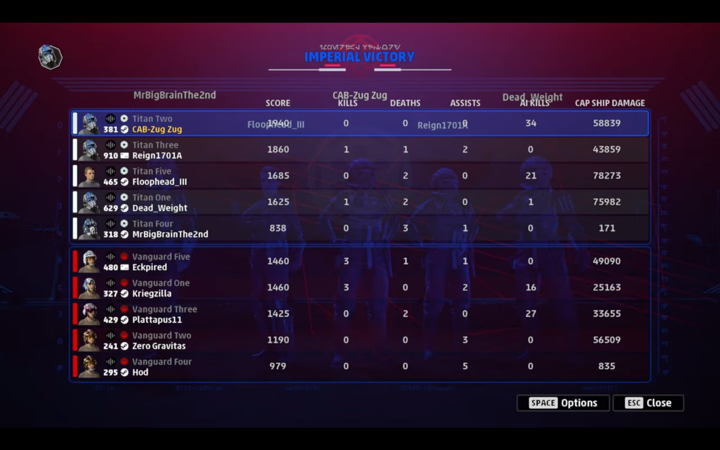 IMPERIAL VICTORY
MrBigBrainThe2nd CAB-Zug Zug Dead_Weight
SCORE KILLS DEATHS ASSISTS AI KILLS CAP SHIP DAMAGE
Floophead_III Reign1701A
Titan Two
381 CAB-Zug Zug 1940 0 0 0 34 58839
Titan Three
910 Reign1701A 1860 1 1 2 0 43859
Titan Five
465 Floophead_III 1685 0 2 0 21 78273
Titan One
629 Dead_Weight 1625 1 2 0 1 75982
Titan Four
318 MrBigBrainThe2nd 838 0 3 1 0 171
Vanguard Five
480 Eckpired 1460 3 1 1 0 49090
Vanguard One
327 Kriegzilla 1460 3 0 2 16 25163
Vanguard Three
429 Plattapus11 1425 0 2 0 27 33655
Vanguard Two
241 Zero Gravitas 1190 0 0 3 0 56509
Vanguard Four
295 Hod 979 0 0 5 0 835
SPACE Options ESC Close